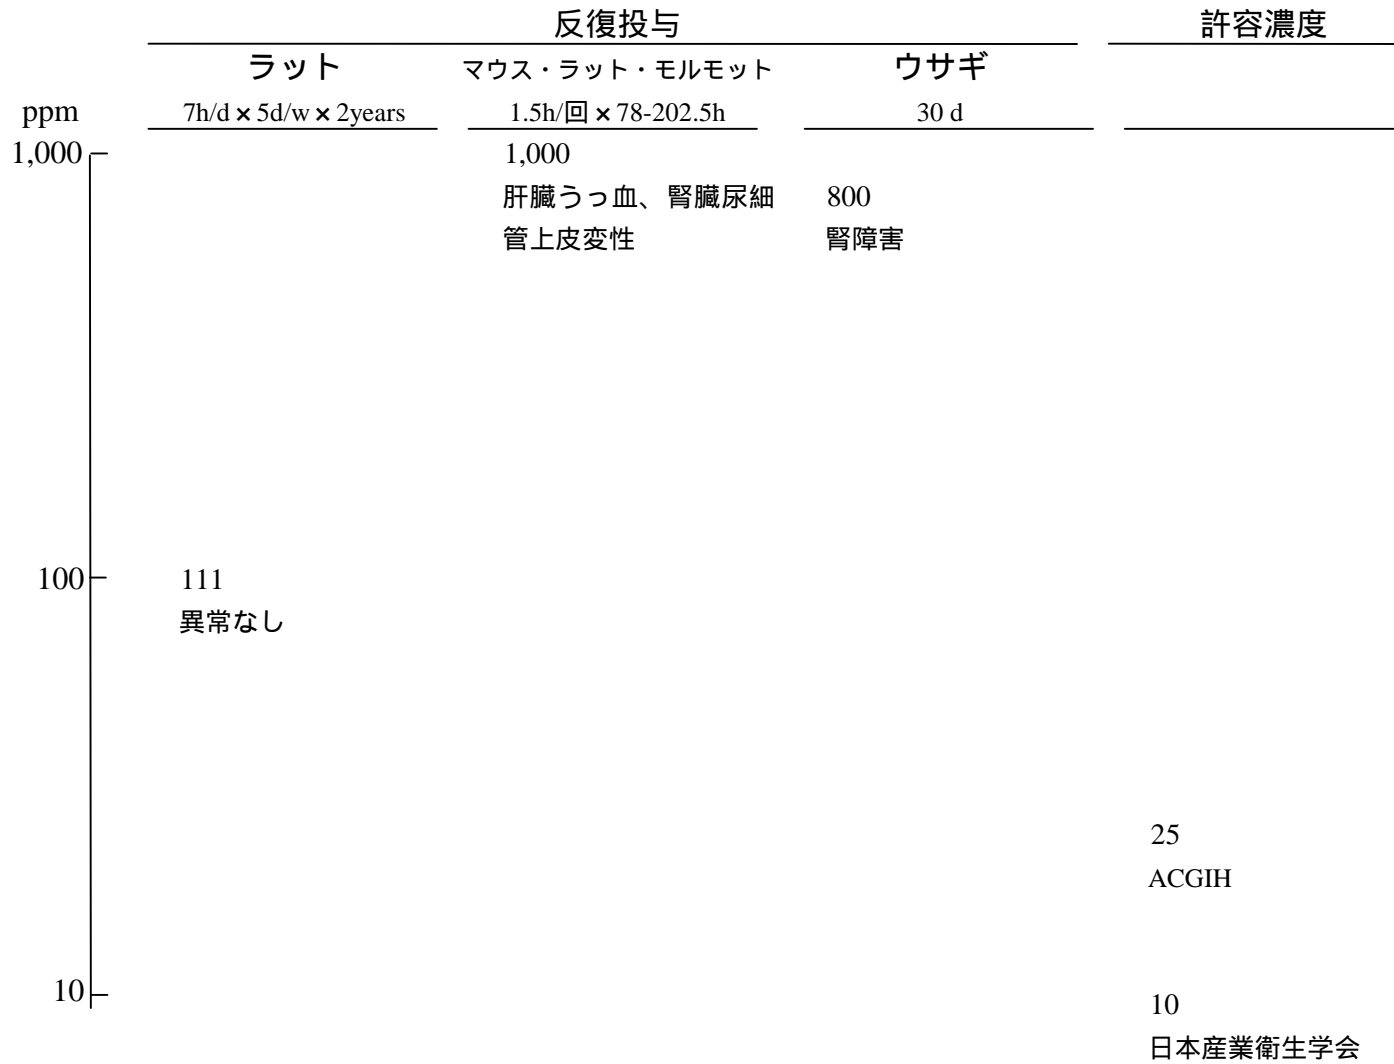 反復投与 許容濃度
ラット マウス・ラット・モルモット ウサギ
ppm 7h/d×5d/w×2years 1.5h/回×78-202.5h 30 d
1,000 1,000
肝臓うっ血、腎臓尿細 800
管上皮変性 腎障害
100 111
異常なし
25
ACGIH
10 10
日本産業衛生学会